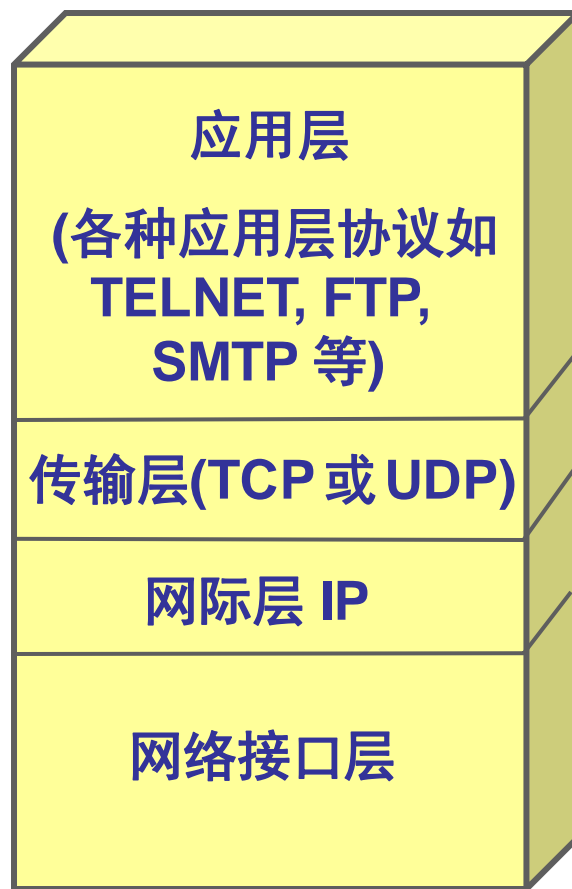 应用层
(各种应用层协议如
TELNET, FTP,
SMTP 等)
传输层(TCP 或 UDP)
网际层 IP
网络接口层